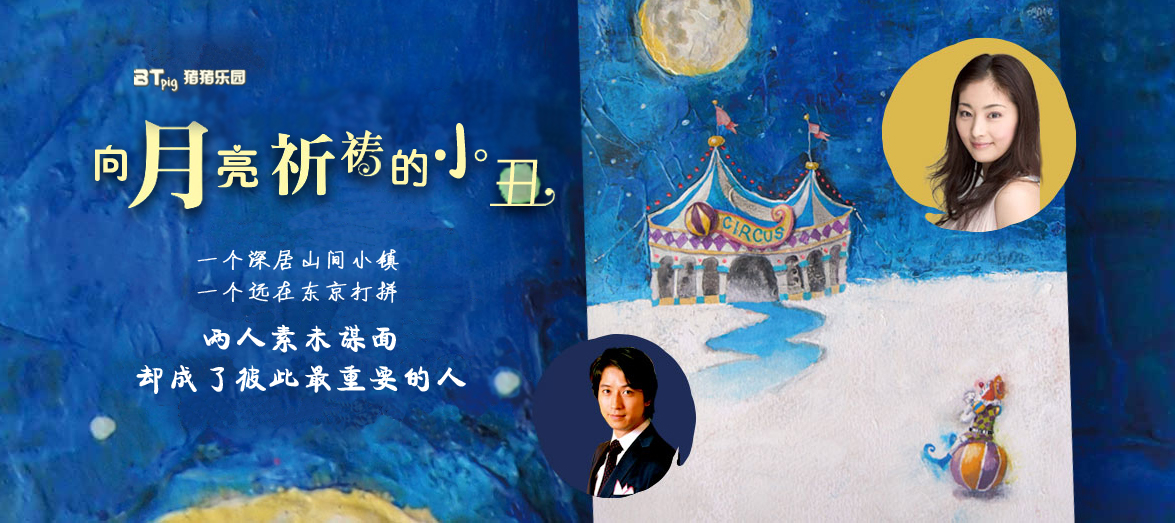 BTpig 猪猪乐园
向月亮祈祷的小丑
一个深居山间小镇
一个远在东京打拼
两人素未谋面
却成了彼此最重要的人
CIRCUS